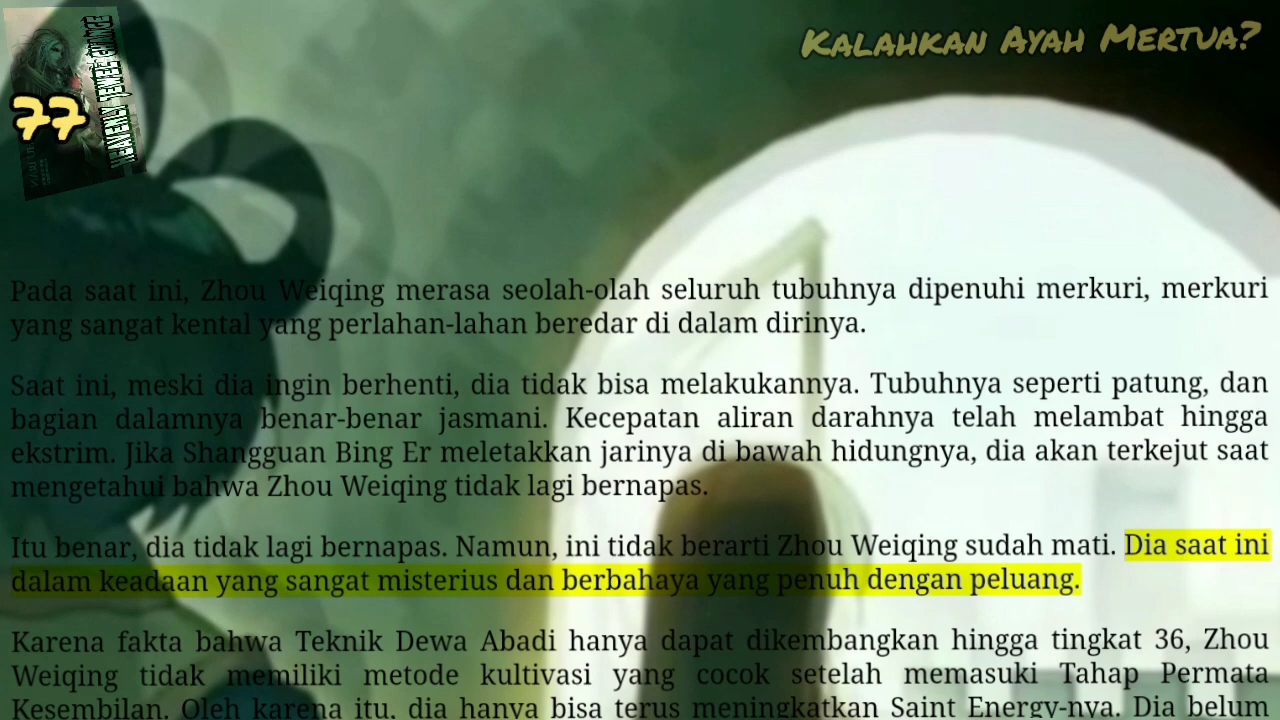 Kalahkan Ayah Mertua?
HEAVENLY JEWEL CHANGE
77
Pada saat ini, Zhou Weiqing merasa seolah-olah seluruh tubuhnya dipenuhi merkuri, merkuri
yang sangat kental yang perlahan-lahan beredar di dalam dirinya.
Saat ini, meski dia ingin berhenti, dia tidak bisa melakukannya. Tubuhnya seperti patung, dan
bagian dalamnya benar-benar jasmani. Kecepatan aliran darahnya telah melambat hingga
ekstrim. Jika Shangguan Bing Er meletakkan jarinya di bawah hidungnya, dia akan terkejut saat
mengetahui bahwa Zhou Weiqing tidak lagi bernapas.
Itu benar, dia tidak lagi bernapas. Namun, ini tidak berarti Zhou Weiqing sudah mati. Dia saat ini
dalam keadaan yang sangat misterius dan berbahaya yang penuh dengan peluang.
Karena fakta bahwa Teknik Dewa Abadi hanya dapat dikembangkan hingga tingkat 36, Zhou
Weiqing tidak memiliki metode kultivasi yang cocok setelah memasuki Tahap Permata
Kesembilan. Oleh karena itu, dia hanya bisa terus meningkatkan Saint Energy-nya. Dia belum